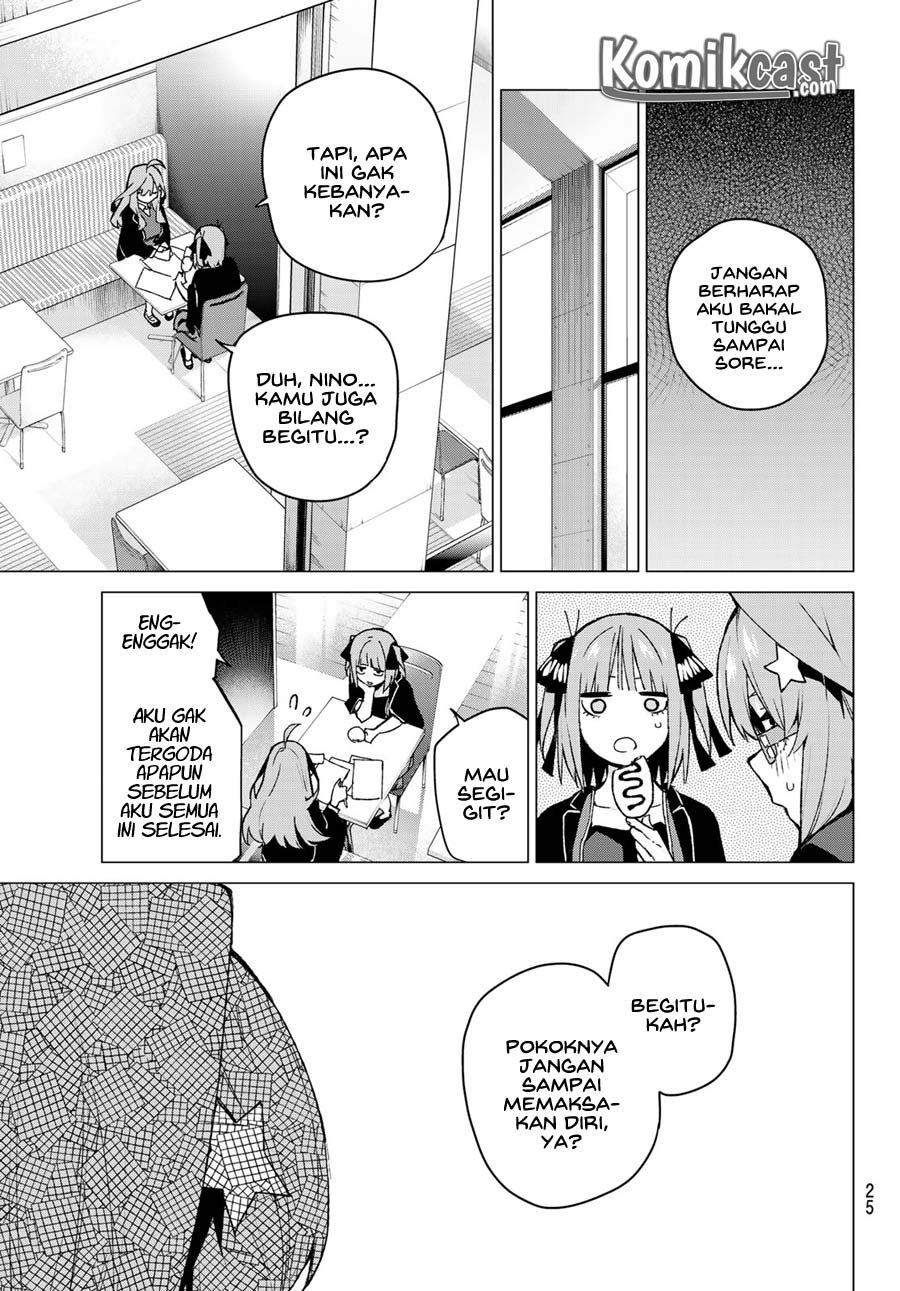 Komikcast
.com
JANGAN
BERHARAP
AKU BAKAL
TUNGGU
SAMPAI
SORE...
TAPI, APA
INI GAK
KEBANYA-
KAN?
DUH, NINO...
KAMU JUGA
BILANG
BEGITU...?
MAU
SEGI-
GIT?
ENG-
ENGGAK!
AKU GAK
AKAN
TERGODA
APAPUN
SEBELUM
AKU SEMUA
INI SELESAI.
BEGITU-
KAH?
POKOKNYA
JANGAN
SAMPAI
MEMAKSA-
KAN DIRI,
YA?
25